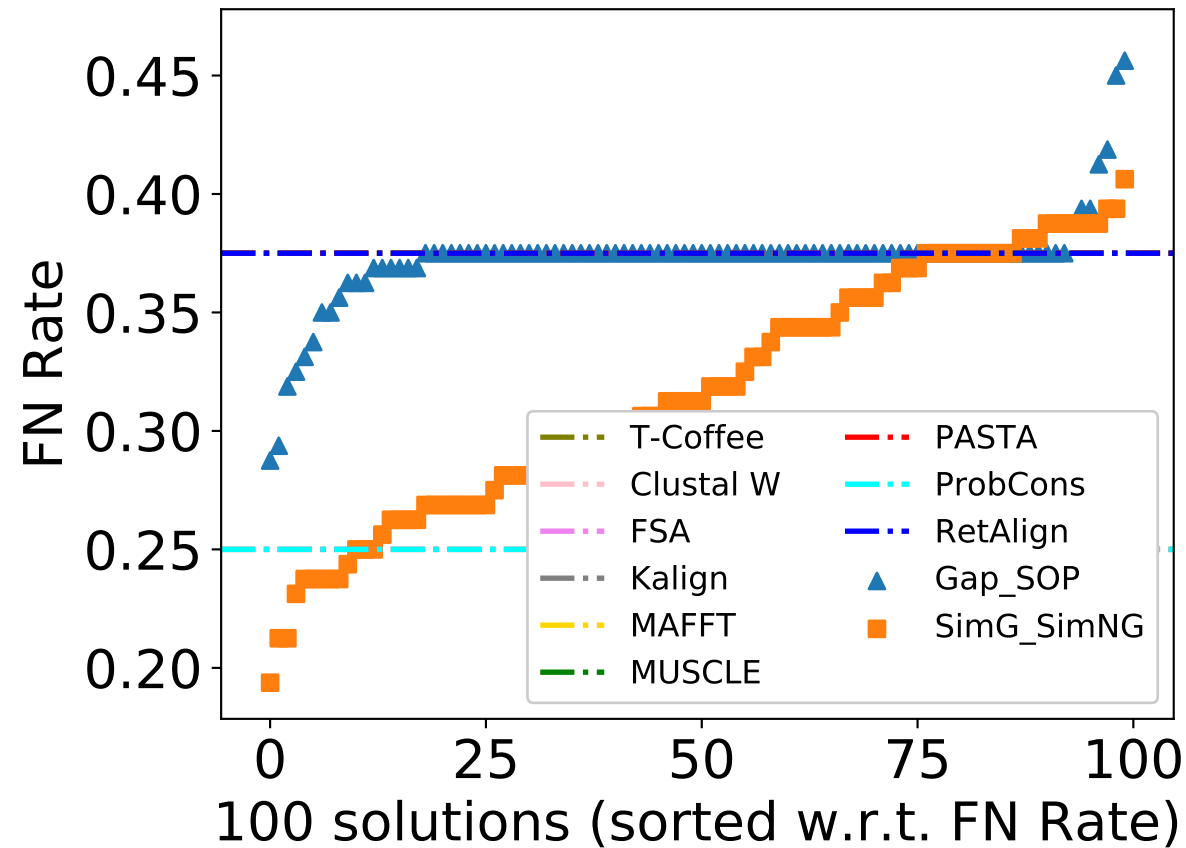 0.45
0.40
0.35
0.30
0.25
0.20
FN Rate
T-Coffee
Clustal W
FSA
Kalign
MAFFT
MUSCLE
PASTA
ProbCons
RetAlign
Gap_SOP
SimG_SimNG
0 25 50 75 100
100 solutions (sorted w.r.t. FN Rate)